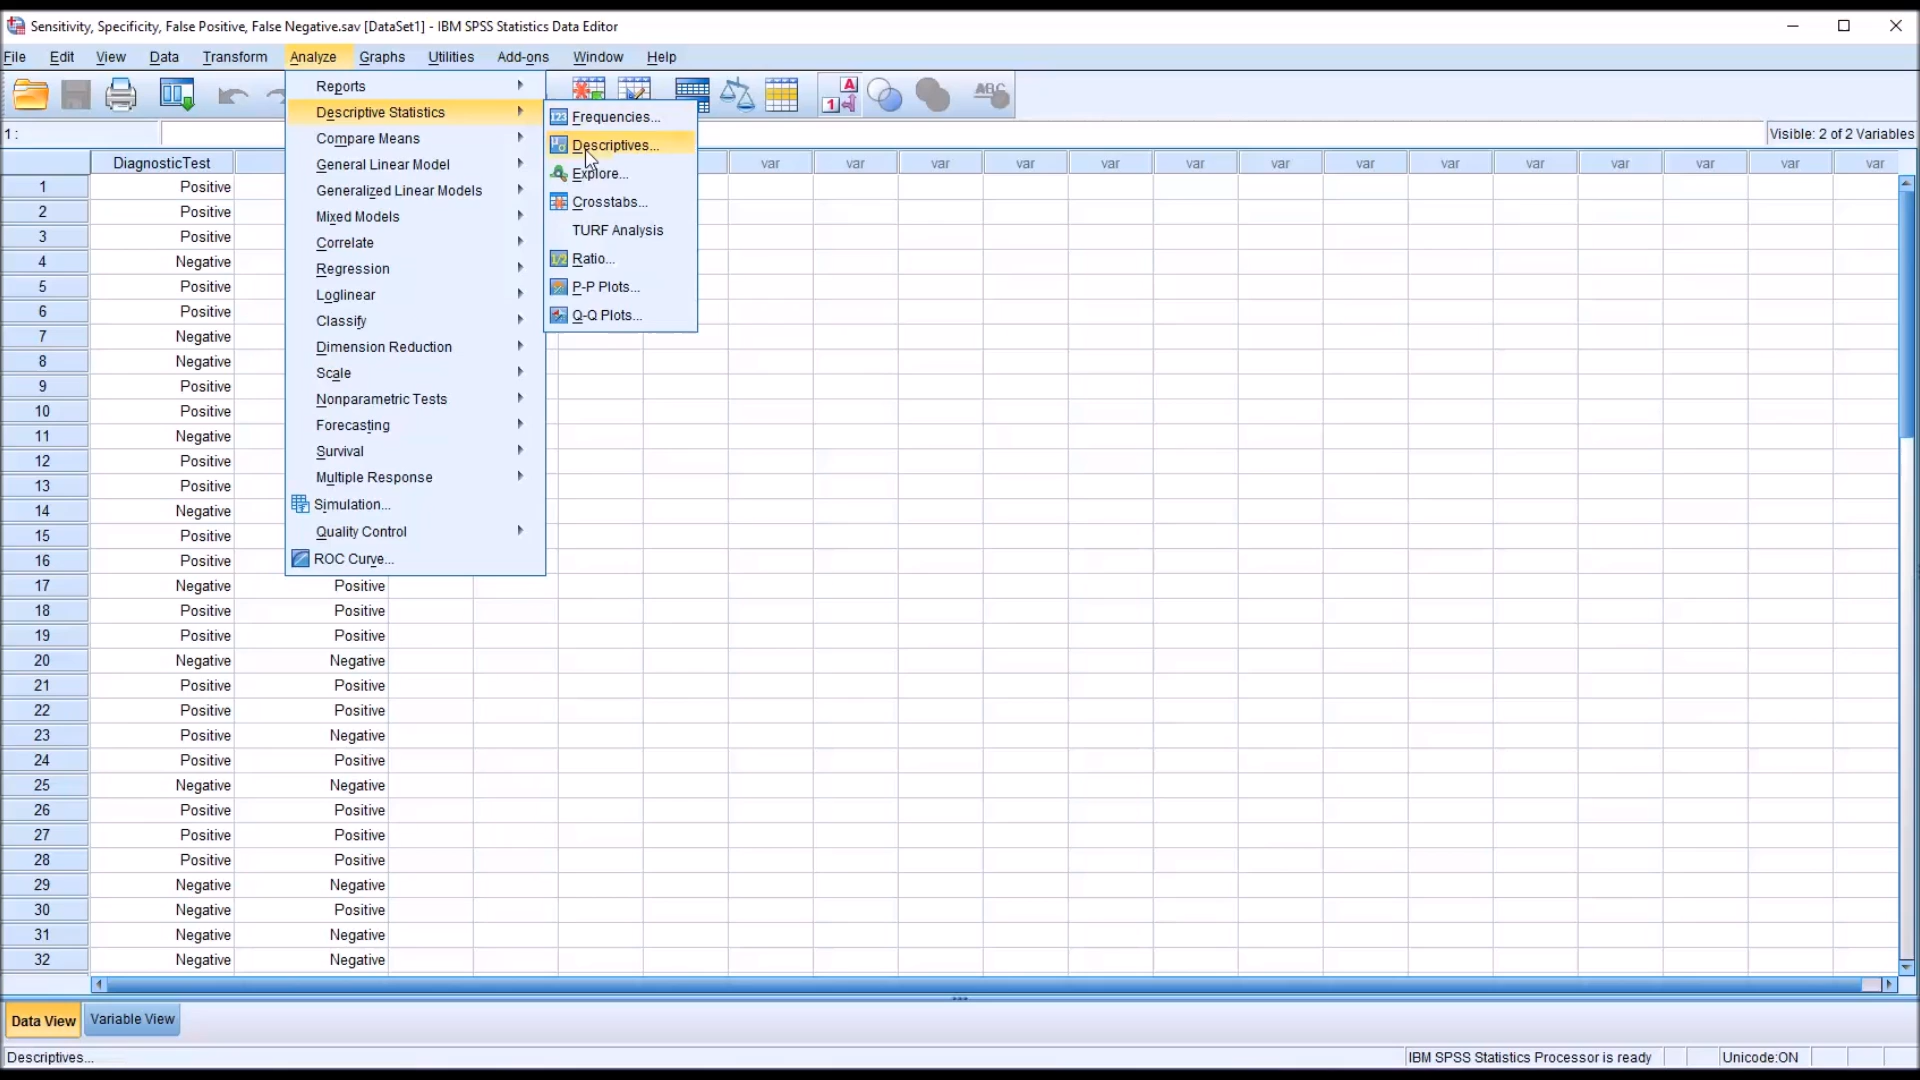 Sensitivity, Specificity, False Positive, False Negative.sav [DataSet1] - IBM SPSS Statistics Data Editor
File Edit View Data Transform Analyze Graphs Utilities Add-ons Window Help
1 :
Visible: 2 of 2 Variables
Reports
Descriptive Statistics
Compare Means
General Linear Model
Generalized Linear Models
Mixed Models
Correlate
Regression
Loglinear
Classify
Dimension Reduction
Scale
Nonparametric Tests
Forecasting
Survival
Multiple Response
Simulation...
Quality Control
ROC Curve...
Frequencies...
Descriptives...
Explore...
Crosstabs...
TURF Analysis
Ratio...
P-P Plots...
Q-Q Plots...
DiagnosticTest var var var var var var var var var var var var var var
1 Positive
2 Positive
3 Positive
4 Negative
5 Positive
6 Positive
7 Negative
8 Negative
9 Positive
10 Positive
11 Negative
12 Positive
13 Positive
14 Negative
15 Positive
16 Positive
17 Negative Positive
18 Positive Positive
19 Positive Positive
20 Negative Negative
21 Positive Positive
22 Positive Positive
23 Positive Negative
24 Positive Positive
25 Negative Negative
26 Positive Positive
27 Positive Positive
28 Positive Positive
29 Negative Negative
30 Negative Positive
31 Negative Negative
32 Negative Negative
Data View Variable View
Descriptives...
IBM SPSS Statistics Processor is ready
Unicode:ON